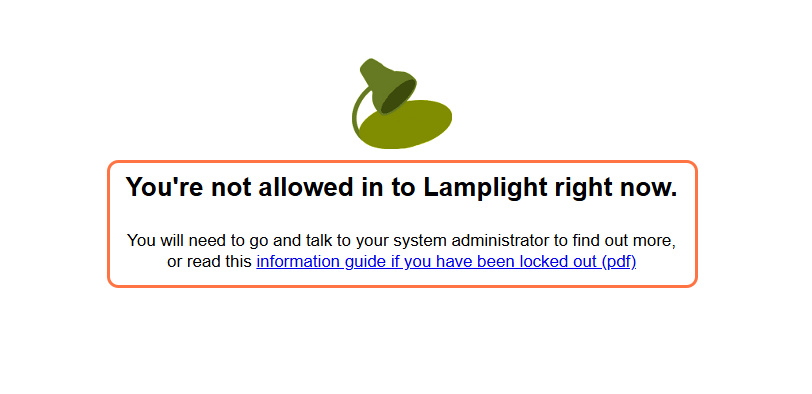 You're not allowed in to Lamplight right now.
You will need to go and talk to your system administrator to find out more,
or read this information guide if you have been locked out (pdf)